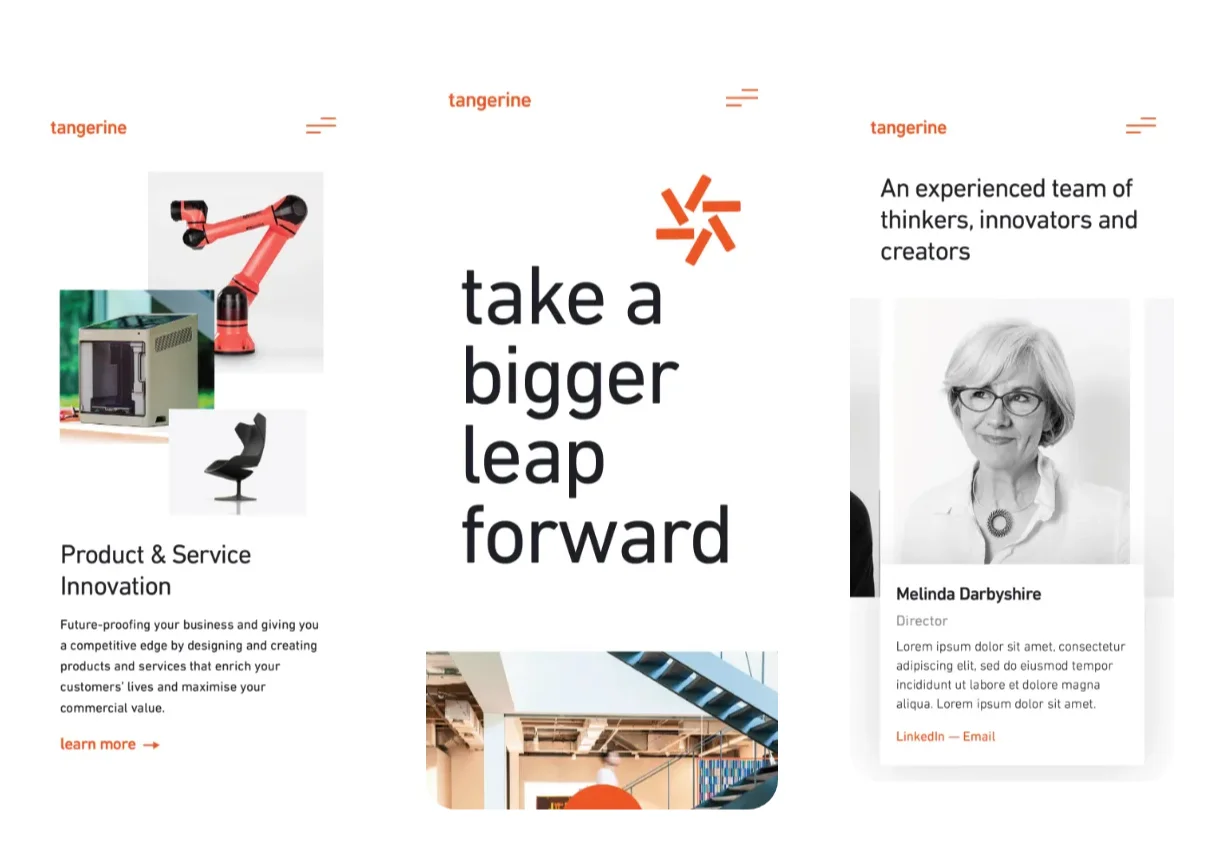 tangerine
Product & Service
Innovation
Future-proofing your business and giving you
a competitive edge by designing and creating
products and services that enrich your
customers' lives and maximise your
commercial value.
learn more →
tangerine
take a
bigger
leap
forward
tangerine
An experienced team of
thinkers, innovators and
creators
Melinda Darbyshire
Director
Lorem ipsum dolor sit amet, consectetur
adipiscing elit, sed do eiusmod tempor
incididunt ut labore et dolore magna
aliqua. Lorem ipsum dolor sit amet.
LinkedIn — Email